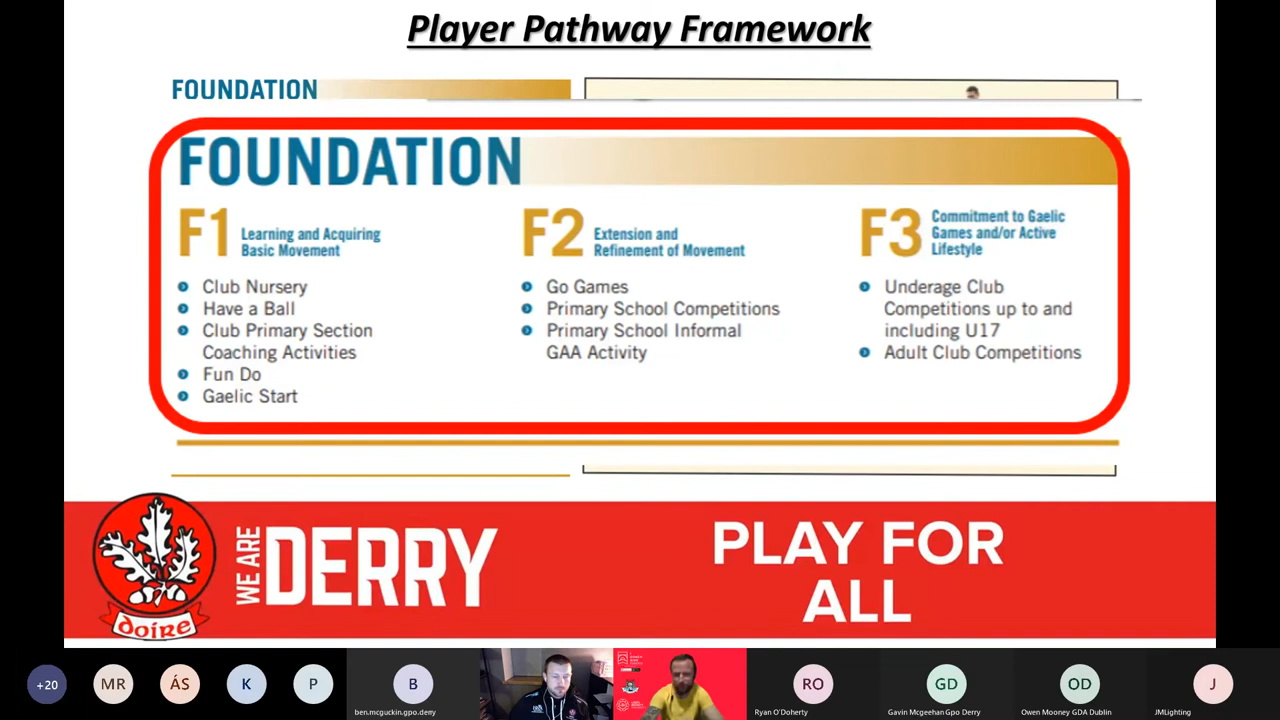 Player Pathway Framework
FOUNDATION
FOUNDATION
F1 Learning and Acquiring
Basic Movement
Club Nursery
Have a Ball
Club Primary Section
Coaching Activities
Fun Do
Gaelic Start
F2 Extension and
Refinement of Movement
Go Games
Primary School Competitions
Primary School Informal
GAA Activity
F3 Commitment to Gaelic
Games and/or Active
Lifestyle
Underage Club
Competitions up to and
including U17
Adult Club Competitions
doire
WE ARE
DERRY
PLAY FOR
ALL
+20
MR
ÁS
K
P
B
ben.mcguckin.gpo.derry
RO
Ryan O'Doherty
GD
Gavin Mcgeehan Gpo Derry
OD
Owen Mooney GDA Dublin
J
JMLighting